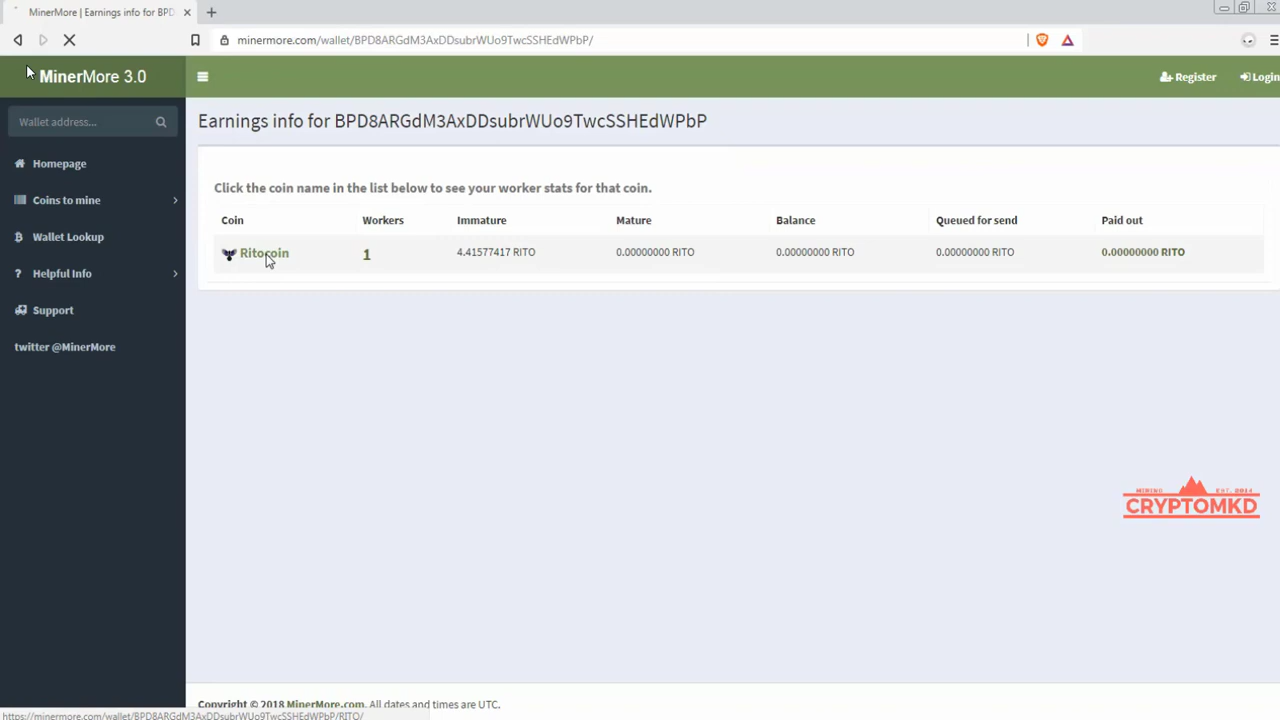 MinerMore | Earnings info for BPD
minermore.com/wallet/BPD8ARGdM3AxDDsubrWUo9TwcSSHEdWPbP/
MinerMore 3.0
Register
Login
Wallet address...
Homepage
Coins to mine
Wallet Lookup
Helpful Info
Support
twitter @MinerMore
Earnings info for BPD8ARGdM3AxDDsubrWUo9TwcSSHEdWPbP
Click the coin name in the list below to see your worker stats for that coin.
Coin Workers Immature Mature Balance Queued for send Paid out
Ritocoin 1 4.41577417 RITO 0.00000000 RITO 0.00000000 RITO 0.00000000 RITO 0.00000000 RITO
MINING EST. 2014
CRYPTOMKD
Copyright © 2018 MinerMore.com. All dates and times are UTC.
https://minermore.com/wallet/BPD8ARGdM3AxDDsubrWUo9TwcSSHEdWPbP/RITO/